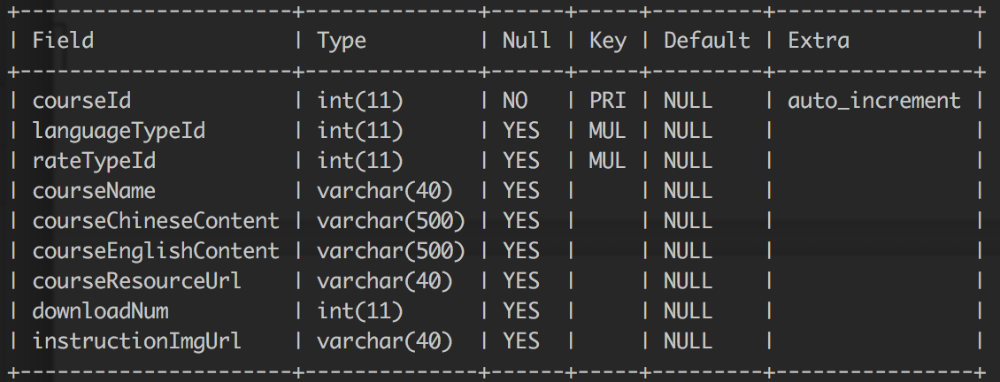 +----------------------+--------------+------+-----+---------+----------------+
| Field                | Type         | Null | Key | Default | Extra          |
+----------------------+--------------+------+-----+---------+----------------+
| courseId             | int(11)      | NO   | PRI | NULL    | auto_increment |
| languageTypeId       | int(11)      | YES  | MUL | NULL    |                |
| rateTypeId           | int(11)      | YES  | MUL | NULL    |                |
| courseName           | varchar(40)  | YES  |     | NULL    |                |
| courseChineseContent | varchar(500) | YES  |     | NULL    |                |
| courseEnglishContent | varchar(500) | YES  |     | NULL    |                |
| courseResourceUrl    | varchar(40)  | YES  |     | NULL    |                |
| downloadNum          | int(11)      | YES  |     | NULL    |                |
| instructionImgUrl    | varchar(40)  | YES  |     | NULL    |                |
+----------------------+--------------+------+-----+---------+----------------+